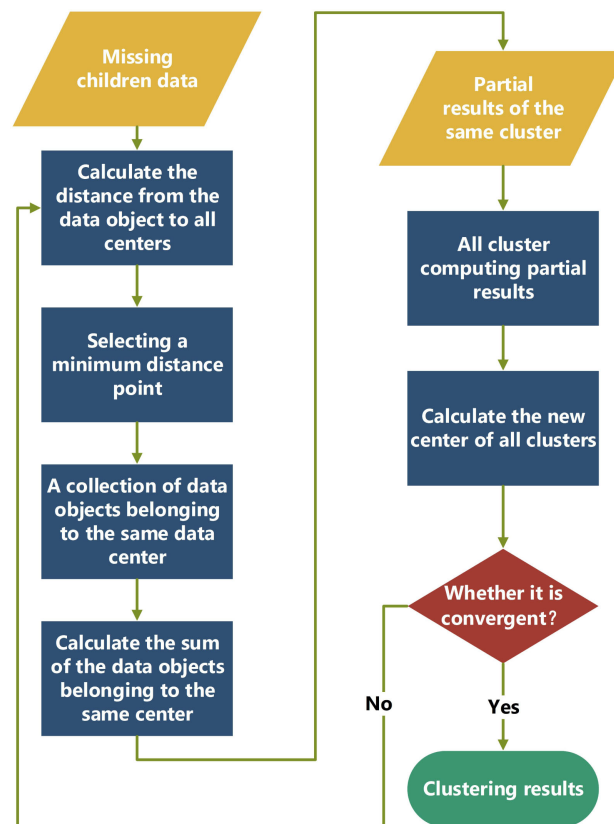 Missing
children data
Calculate the
distance from the
data object to all
centers
Selecting a
minimum distance
point
A collection of data
objects belonging
to the same data
center
Calculate the sum
of the data objects
belonging to the
same center
Partial
results of the
same cluster
All cluster
computing partial
results
Calculate the new
center of all clusters
Whether it is
convergent？
No
Yes
Clustering results